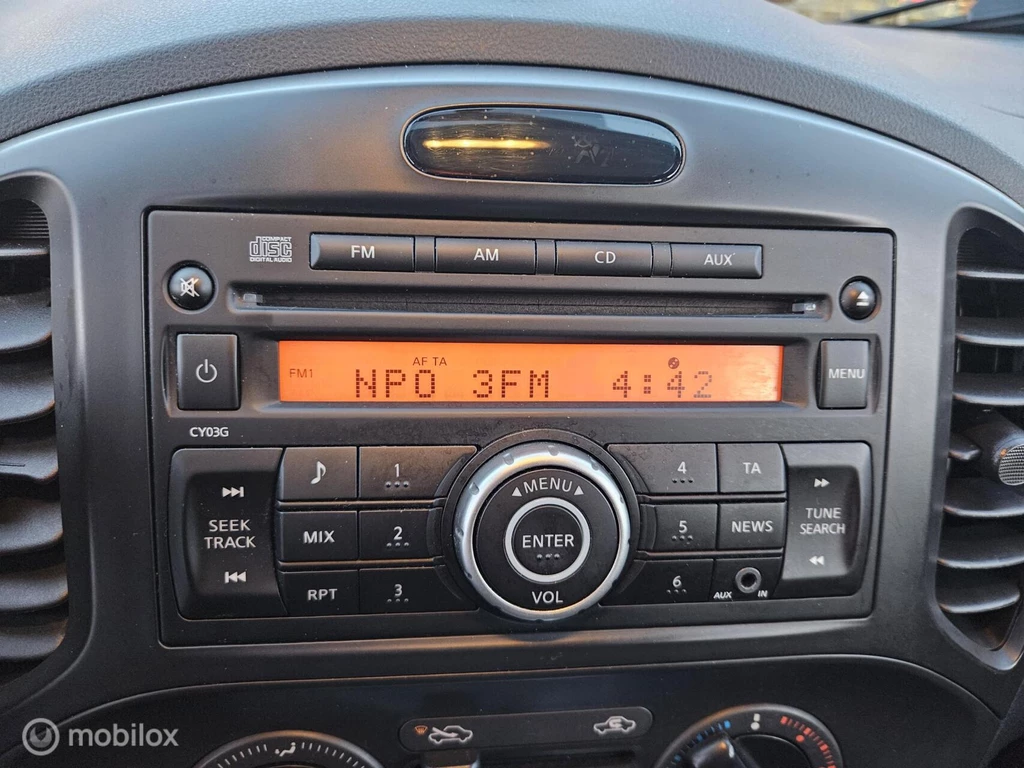 COMPACT
disc
DIGITAL AUDIO
FM AM CD AUX
AF TA
FM1 NPO 3FM 4:42
MENU
CY03G
1 4 TA
SEEK
TRACK
MIX 2 MENU ENTER 5 NEWS
TUNE
SEARCH
RPT 3 VOL 6
AUX IN
mobilox